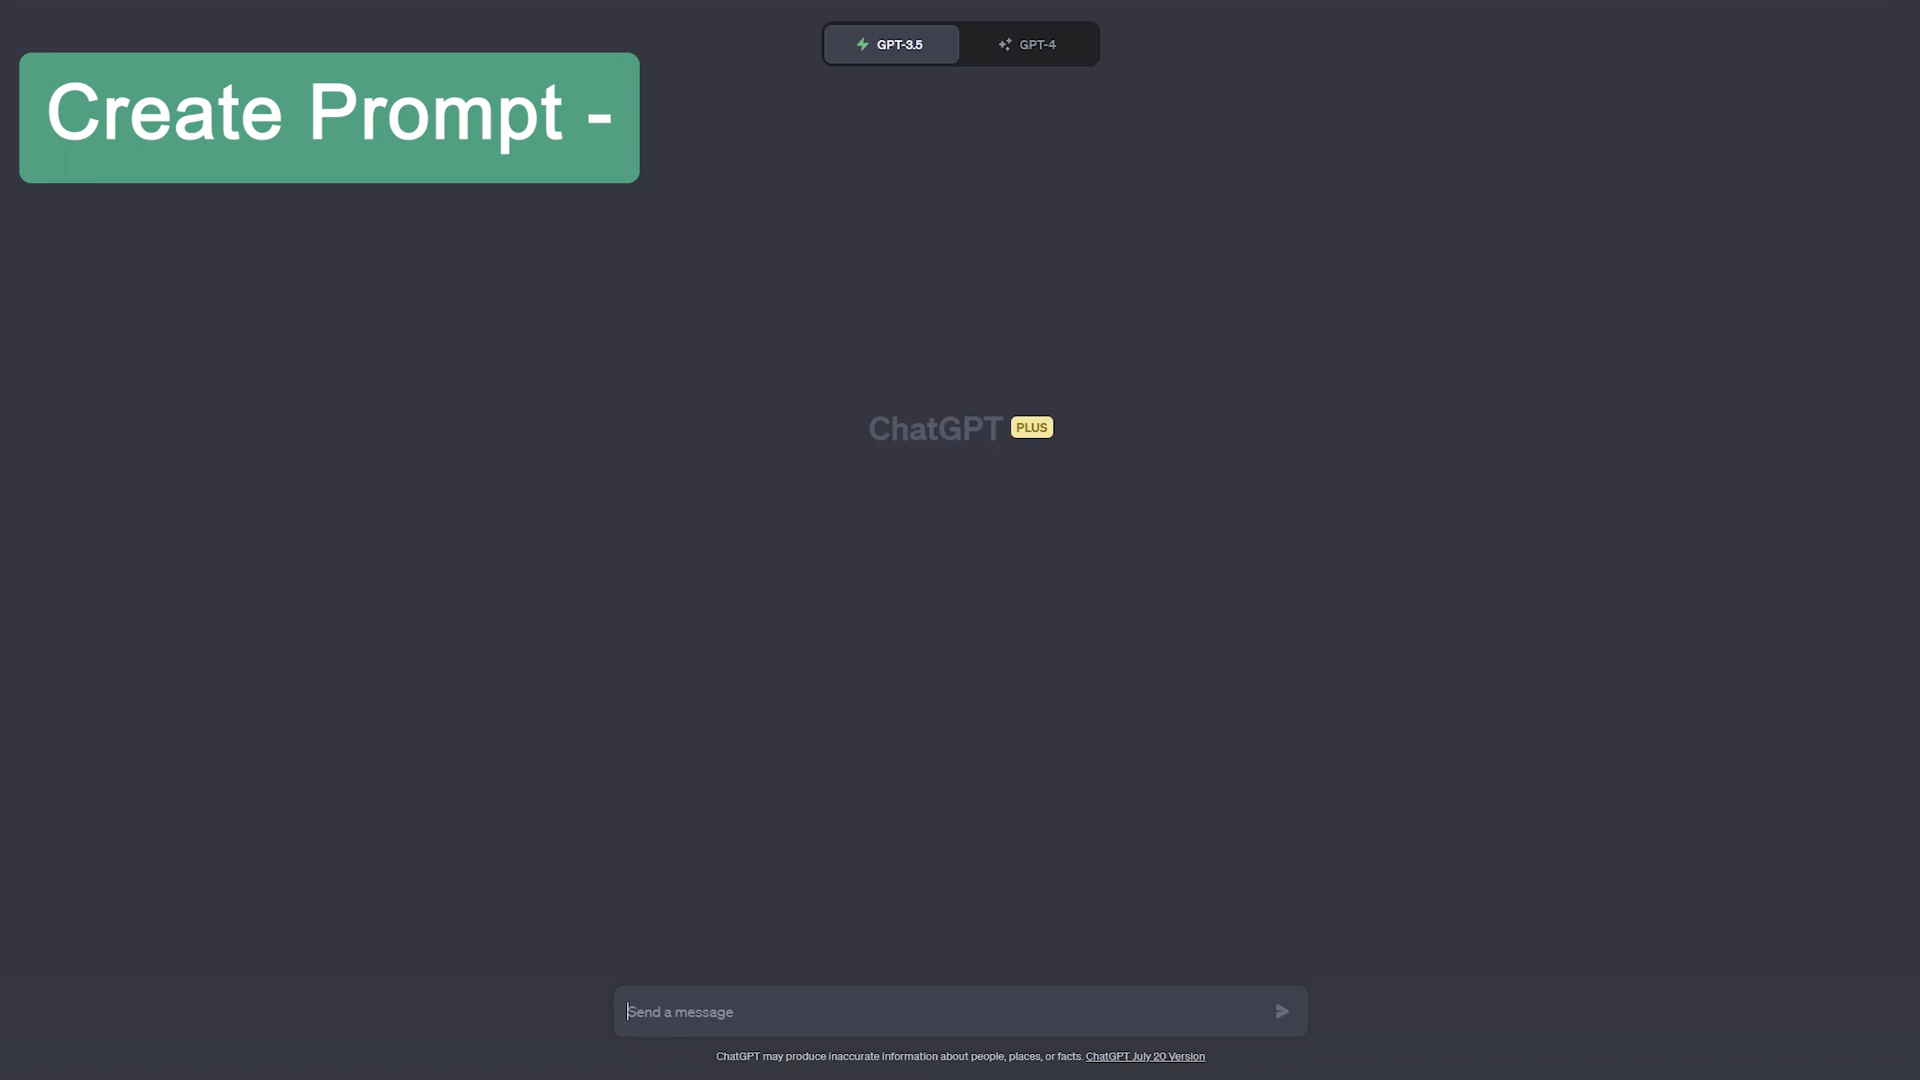 GPT-3.5
GPT-4
Create Prompt -
ChatGPT PLUS
Send a message
ChatGPT may produce inaccurate information about people, places, or facts. ChatGPT July 20 Version